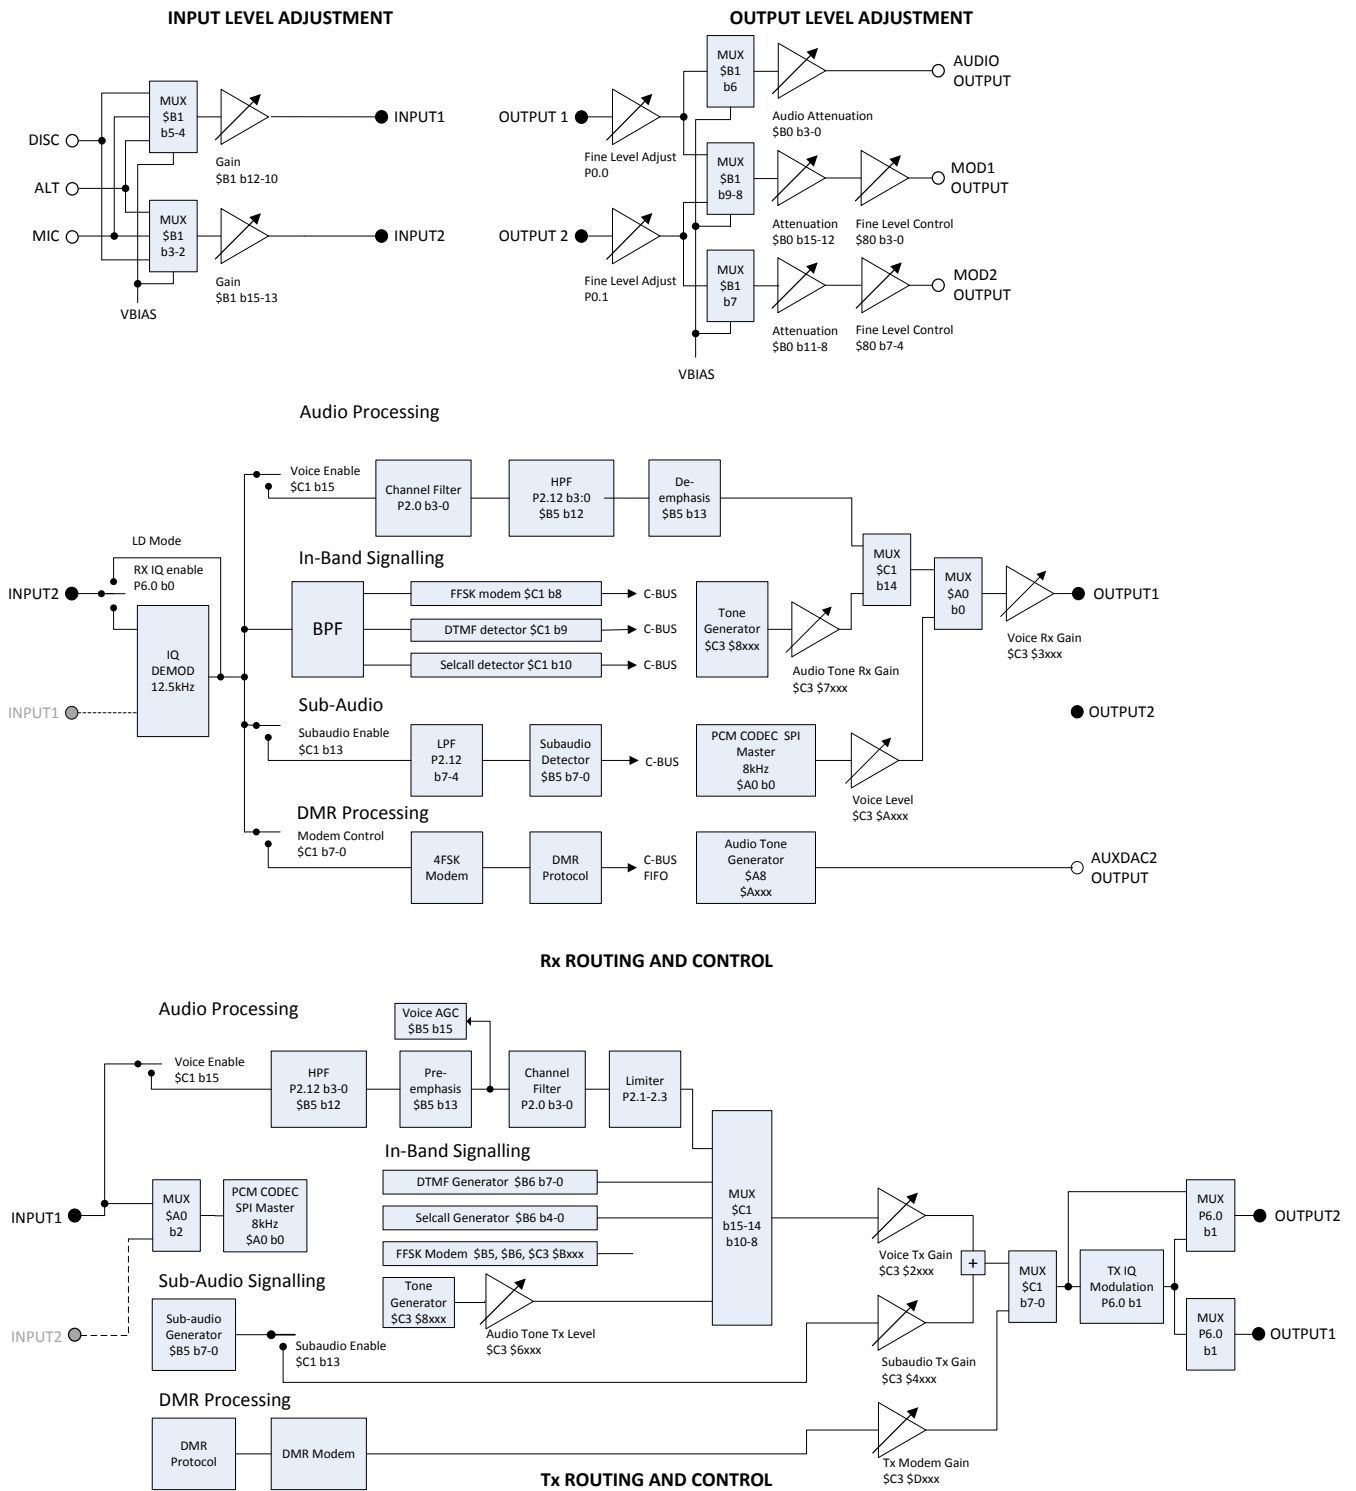 INPUT LEVEL ADJUSTMENT
DISC
ALT
MIC
MUX
$B1
b5-4
Gain
$B1 b12-10
INPUT1
MUX
$B1
b3-2
Gain
$B1 b15-13
INPUT2
VBIAS
OUTPUT LEVEL ADJUSTMENT
OUTPUT 1
Fine Level Adjust
P0.0
OUTPUT 2
Fine Level Adjust
P0.1
MUX
$B1
b6
Audio Attenuation
$B0 b3-0
AUDIO
OUTPUT
MUX
$B1
b9-8
Attenuation
$B0 b15-12
Fine Level Control
$80 b3-0
MOD1
OUTPUT
MUX
$B1
b7
Attenuation
$B0 b11-8
Fine Level Control
$80 b7-4
MOD2
OUTPUT
VBIAS
Audio Processing
Voice Enable
$C1 b15
Channel Filter
P2.0 b3-0
HPF
P2.12 b3:0
$B5 b12
De-
emphasis
$B5 b13
LD Mode
RX IQ enable
P6.0 b0
INPUT2
IQ
DEMOD
12.5kHz
INPUT1
In-Band Signalling
BPF
FFSK modem $C1 b8
C-BUS
DTMF detector $C1 b9
C-BUS
Selcall detector $C1 b10
C-BUS
Tone
Generator
$C3 $8xxx
Audio Tone Rx Gain
$C3 $7xxx
MUX
$C1
b14
MUX
$A0
b0
Voice Rx Gain
$C3 $3xxx
OUTPUT1
OUTPUT2
Sub-Audio
Subaudio Enable
$C1 b13
LPF
P2.12
b7-4
Subaudio
Detector
$B5 b7-0
C-BUS
PCM CODEC SPI
Master
8kHz
$A0 b0
Voice Level
$C3 $Axxx
DMR Processing
Modem Control
$C1 b7-0
4FSK
Modem
DMR
Protocol
C-BUS
FIFO
Audio Tone
Generator
$A8
$Axxx
AUXDAC2
OUTPUT
Rx ROUTING AND CONTROL
Audio Processing
Voice Enable
$C1 b15
HPF
P2.12 b3-0
$B5 b12
Voice AGC
$B5 b15
Pre-
emphasis
$B5 b13
Channel
Filter
P2.0 b3-0
Limiter
P2.1-2.3
INPUT1
MUX
$A0
b2
PCM CODEC
SPI Master
8kHz
$A0 b0
INPUT2
In-Band Signalling
DTMF Generator $B6 b7-0
Selcall Generator $B6 b4-0
FFSK Modem $B5, $B6, $C3 $Bxxx
Tone
Generator
$C3 $8xxx
Audio Tone Tx Level
$C3 $6xxx
MUX
$C1
b15-14
b10-8
Sub-Audio Signalling
Sub-audio
Generator
$B5 b7-0
Subaudio Enable
$C1 b13
Voice Tx Gain
$C3 $2xxx
+
Subaudio Tx Gain
$C3 $4xxx
MUX
$C1
b7-0
TX IQ
Modulation
P6.0 b1
MUX
P6.0
b1
OUTPUT2
MUX
P6.0
b1
OUTPUT1
DMR Processing
DMR
Protocol
DMR Modem
Tx Modem Gain
$C3 $Dxxx
Tx ROUTING AND CONTROL